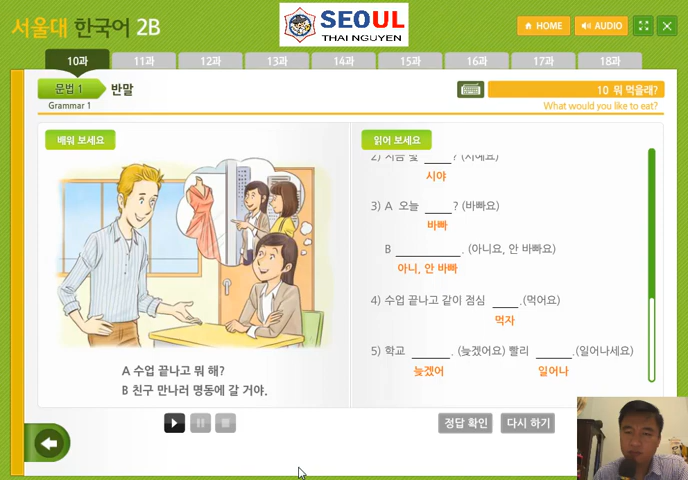 서울대 한국어 2B
SEOUL
THAI NGUYEN
HOME
AUDIO
10과
11과
12과
13과
14과
15과
16과
17과
18과
문법 1
반말
Grammar 1
10 뭐 먹을래?
What would you like to eat?
배워 보세요
읽어 보세요
2) 지금 몇 ____? (시예요)
시야
3) A 오늘 ____? (바빠요)
바빠
B __________. (아니요, 안 바빠요)
아니, 안 바빠
4) 수업 끝나고 같이 점심 ____.(먹어요)
먹자
5) 학교 ______. (늦겠어요) 빨리 ______.(일어나세요)
늦겠어
일어나
A 수업 끝나고 뭐 해?
B 친구 만나러 명동에 갈 거야.
정답 확인
다시 하기